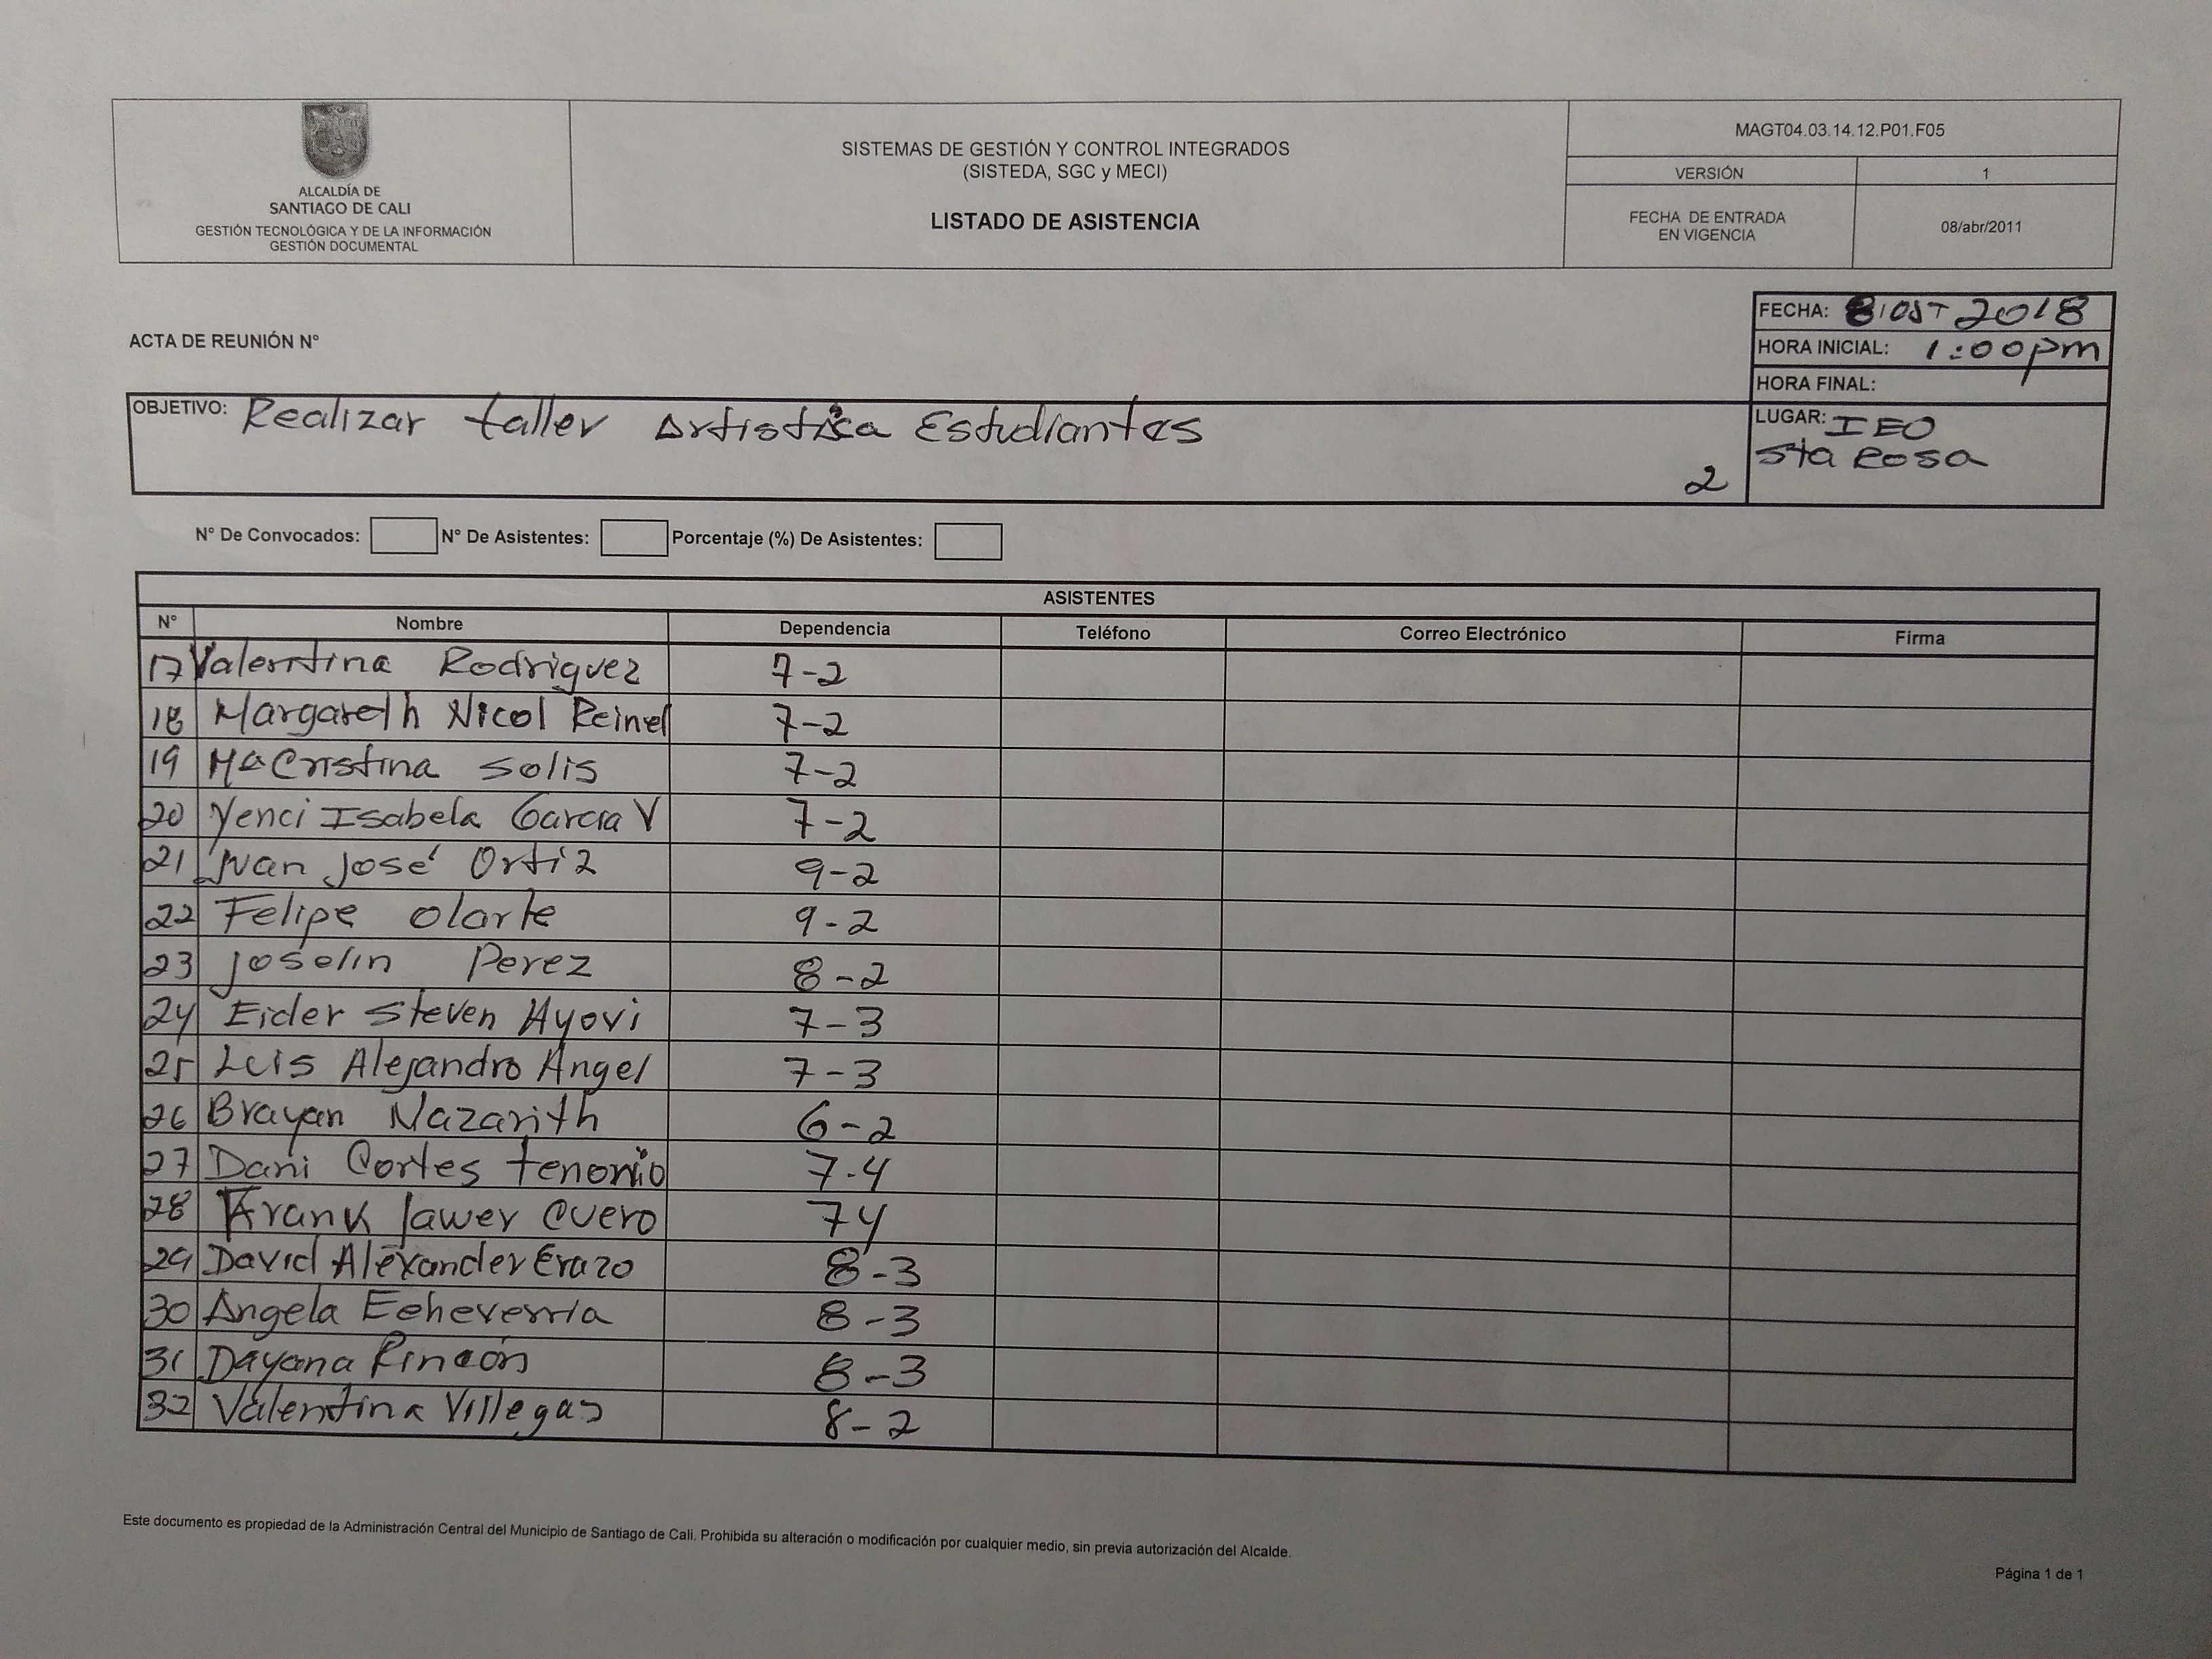 ALCALDÍA DE
SANTIAGO DE CALI
GESTIÓN TECNOLÓGICA Y DE LA INFORMACIÓN
GESTIÓN DOCUMENTAL
SISTEMAS DE GESTIÓN Y CONTROL INTEGRADOS
(SISTEDA, SGC y MECI)
LISTADO DE ASISTENCIA
MAGT04.03.14.12.P01.F05
VERSIÓN 1
FECHA DE ENTRADA
EN VIGENCIA
08/abr/2011
ACTA DE REUNIÓN N°
FECHA: 8 2018
HORA INICIAL: 1:00pm
HORA FINAL:
OBJETIVO: Realizar taller Artistica Estudiantes
2
LUGAR: IEO
Sta Rosa
N° De Convocados: N° De Asistentes: Porcentaje (%) De Asistentes:
ASISTENTES
N° Nombre Dependencia Teléfono Correo Electrónico Firma
17 Valentina Rodriguez 7-2
18 Margareth Nicol Reinel 7-2
19 Ma Cristina Solis 7-2
20 Yenci Isabela Garcia V 7-2
21 Juan José Ortiz 9-2
22 Felipe Olarte 9-2
23 Joselin Perez 8-2
24 Eider Steven Ayovi 7-3
25 Luis Alejandro Angel 7-3
26 Brayan Nazarith 6-2
27 Dani Cortes tenorio 7-4
28 Frank Jawer Cuero 74
29 David Alexander Erazo 8-3
30 Angela Echeverria 8-3
31 Dayana Rincón 8-3
32 Valentina Villegas 8-2
Este documento es propiedad de la Administración Central del Municipio de Santiago de Cali. Prohibida su alteración o modificación por cualquier medio, sin previa autorización del Alcalde.
Página 1 de 1